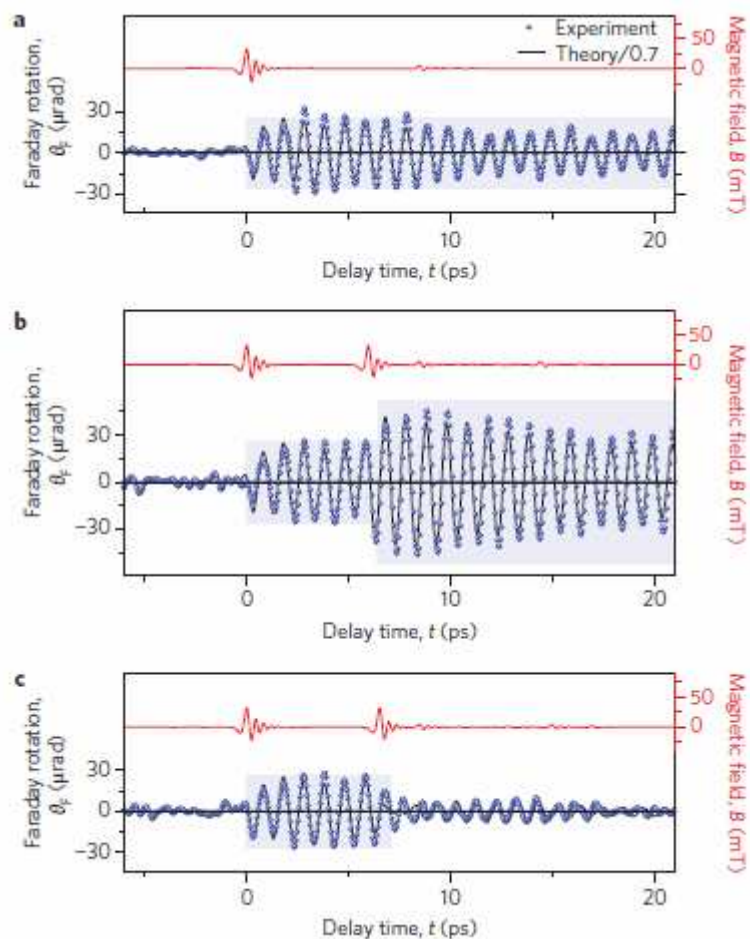 a
Experiment
Theory/0.7
50
0
Magnetic field, B (mT)
Faraday rotation,
θF (µrad)
30
0
−30
0
10
20
Delay time, t (ps)
b
50
0
Magnetic field, B (mT)
Faraday rotation,
θF (µrad)
30
0
−30
0
10
20
Delay time, t (ps)
c
50
0
Magnetic field, B (mT)
Faraday rotation,
θF (µrad)
30
0
−30
0
10
20
Delay time, t (ps)